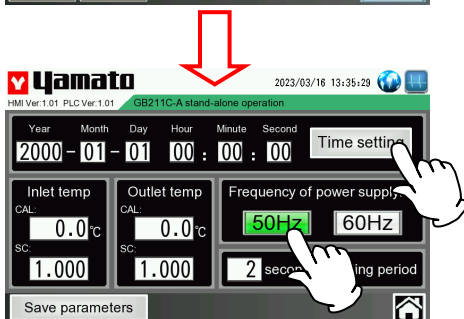 Yamato
2023/03/16 13:35:29
HMI Ver:1.01 PLC Ver:1.01 GB211C-A stand-alone operation
Year Month Day Hour Minute Second
2000 - 01 - 01 00 : 00 : 00 Time setting
Inlet temp Outlet temp Frequency of power supply.
CAL: CAL:
0.0℃ 0.0℃ 50Hz 60Hz
SC: SC:
1.000 1.000 2 period
Save parameters